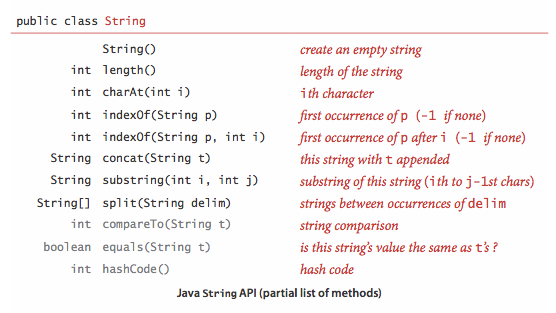 public class String
String() create an empty string
int length() length of the string
int charAt(int i) ith character
int indexOf(String p) first occurrence of p (-1 if none)
int indexOf(String p, int i) first occurrence of p after i (-1 if none)
String concat(String t) this string with t appended
String substring(int i, int j) substring of this string (ith to j-1st chars)
String[] split(String delim) strings between occurrences of delim
int compareTo(String t) string comparison
boolean equals(String t) is this string's value the same as t's ?
int hashCode() hash code
Java String API (partial list of methods)